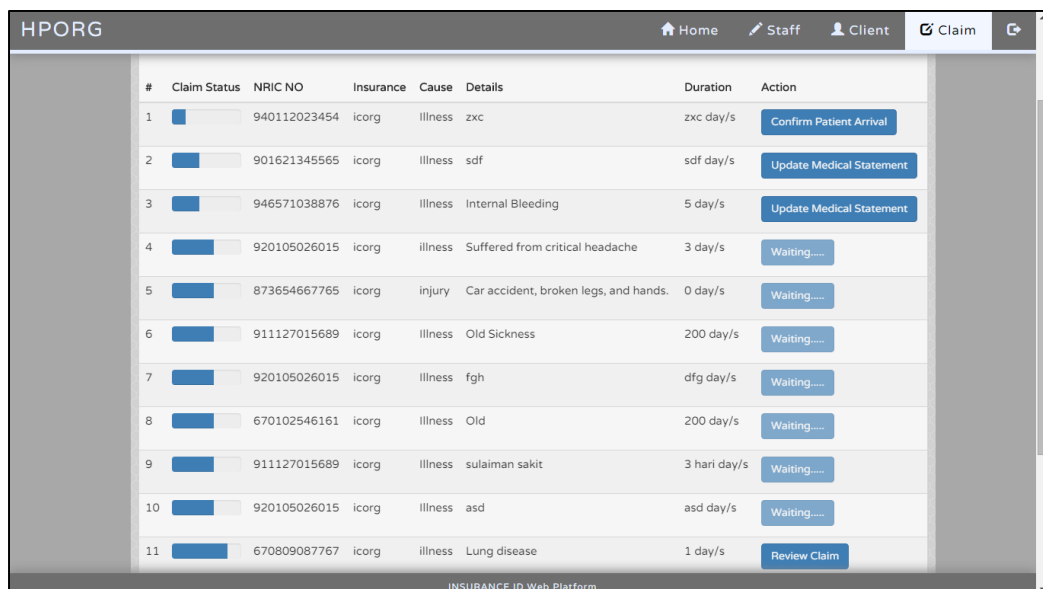 HPORG Home Staff Client Claim
# Claim Status NRIC NO Insurance Cause Details Duration Action
1 940112023454 icorg Illness zxc zxc day/s Confirm Patient Arrival
2 901621345565 icorg Illness sdf sdf day/s Update Medical Statement
3 946571038876 icorg Illness Internal Bleeding 5 day/s Update Medical Statement
4 920105026015 icorg illness Suffered from critical headache 3 day/s Waiting.....
5 873654667765 icorg injury Car accident, broken legs, and hands. 0 day/s Waiting.....
6 911127015689 icorg Illness Old Sickness 200 day/s Waiting.....
7 920105026015 icorg Illness fgh dfg day/s Waiting.....
8 670102546161 icorg Illness Old 200 day/s Waiting.....
9 911127015689 icorg Illness sulaiman sakit 3 hari day/s Waiting.....
10 920105026015 icorg Illness asd asd day/s Waiting.....
11 670809087767 icorg illness Lung disease 1 day/s Review Claim
INSURANCE ID Web Platform